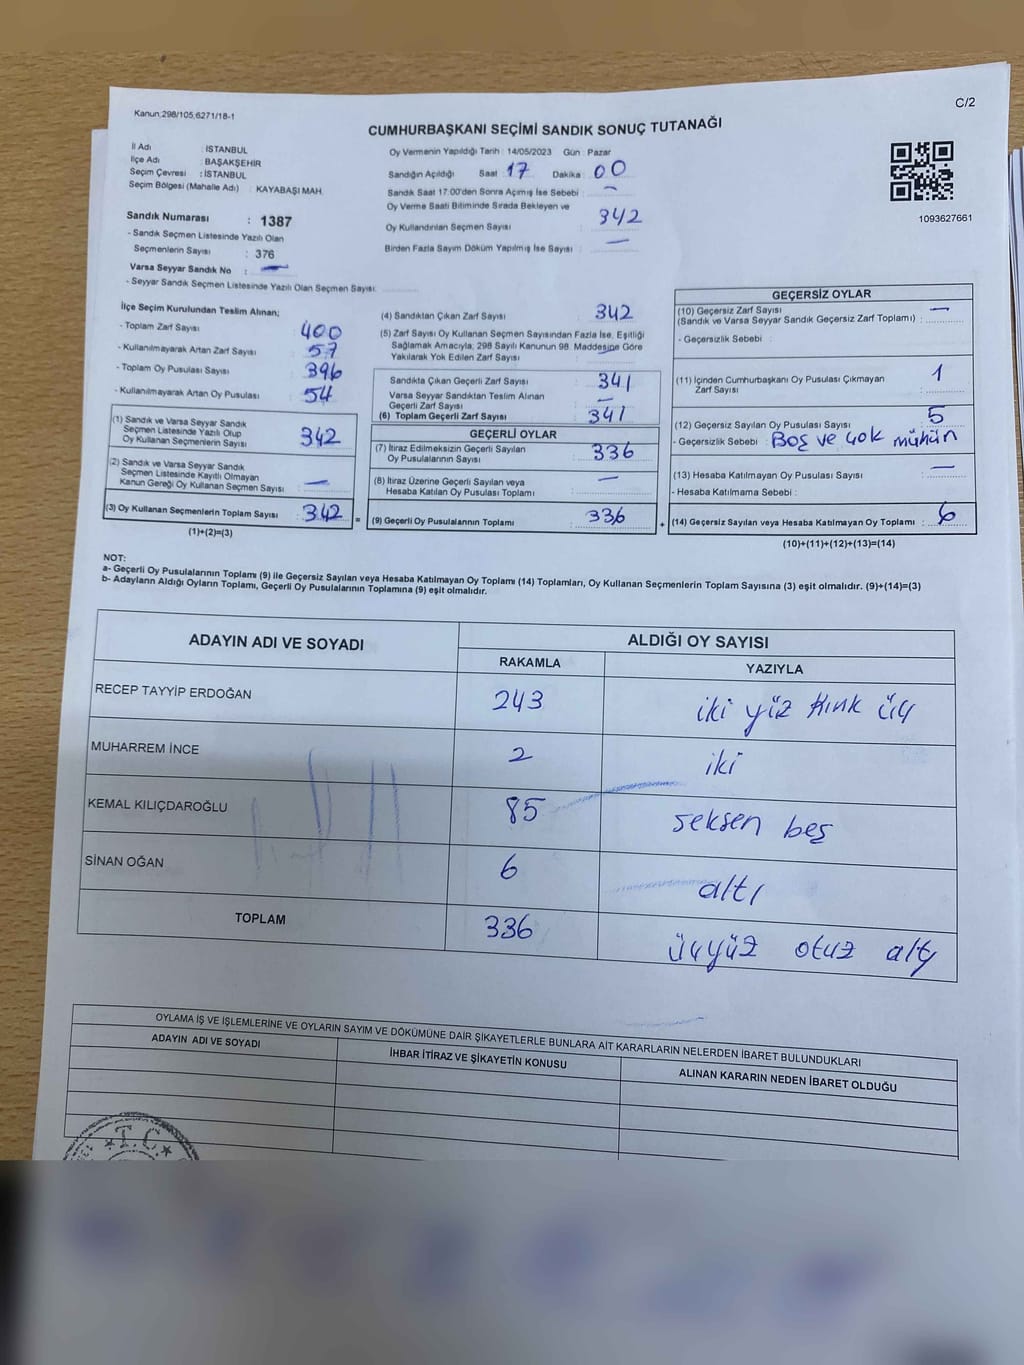 Kanun,298/105,6271/18-1
C/2
CUMHURBAŞKANI SEÇİMİ SANDIK SONUÇ TUTANAĞI
İl Adı : İSTANBUL
İlçe Adı : BAŞAKŞEHİR
Seçim Çevresi : İSTANBUL
Seçim Bölgesi (Mahalle Adı) : KAYABAŞI MAH.
Sandık Numarası : 1387
- Sandık Seçmen Listesinde Yazılı Olan
Seçmenlerin Sayısı : 376
Varsa Seyyar Sandık No : —
- Seyyar Sandık Seçmen Listesinde Yazılı Olan Seçmen Sayısı:
Oy Vermenin Yapıldığı Tarih : 14/05/2023 Gün : Pazar
Sandığın Açıldığı Saat : 17 Dakika : 00
Sandık Saat 17:00'den Sonra Açımış İse Sebebi : —
Oy Verme Saati Bitiminde Sırada Bekleyen ve
Oy Kullandırılan Seçmen Sayısı : 342
Birden Fazla Sayım Döküm Yapılmış İse Sayısı : —
1093627661
İlçe Seçim Kurulundan Teslim Alınan;
- Toplam Zarf Sayısı : 400
- Kullanılmayarak Artan Zarf Sayısı : 57
- Toplam Oy Pusulası Sayısı : 396
- Kullanılmayarak Artan Oy Pusulası : 54
(1) Sandık ve Varsa Seyyar Sandık
Seçmen Listesinde Yazılı Olup
Oy Kullanan Seçmenlerin Sayısı : 342
(2) Sandık ve Varsa Seyyar Sandık
Seçmen Listesinde Kayıtlı Olmayan
Kanun Gereği Oy Kullanan Seçmen Sayısı : —
(3) Oy Kullanan Seçmenlerin Toplam Sayısı : 342
(1)+(2)=(3)
(4) Sandıktan Çıkan Zarf Sayısı : 342
(5) Zarf Sayısı Oy Kullanan Seçmen Sayısından Fazla İse, Eşitliği
Sağlamak Amacıyla; 298 Sayılı Kanunun 98. Maddesine Göre
Yakılarak Yok Edilen Zarf Sayısı : —
Sandıkta Çıkan Geçerli Zarf Sayısı : 341
Varsa Seyyar Sandıktan Teslim Alınan
Geçerli Zarf Sayısı : —
(6) Toplam Geçerli Zarf Sayısı : 341
GEÇERLİ OYLAR
(7) İtiraz Edilmeksizin Geçerli Sayılan
Oy Pusulalarının Sayısı : 336
(8) İtiraz Üzerine Geçerli Sayılan veya
Hesaba Katılan Oy Pusulası Toplamı : —
= (9) Geçerli Oy Pusulalarının Toplamı : 336
GEÇERSİZ OYLAR
(10) Geçersiz Zarf Sayısı
(Sandık ve Varsa Seyyar Sandık Geçersiz Zarf Toplamı) : —
- Geçersizlik Sebebi :
(11) İçinden Cumhurbaşkanı Oy Pusulası Çıkmayan
Zarf Sayısı : 1
(12) Geçersiz Sayılan Oy Pusulası Sayısı : 5
- Geçersizlik Sebebi : Boş ve çok mühür
(13) Hesaba Katılmayan Oy Pusulası Sayısı : —
- Hesaba Katılmama Sebebi :
+ (14) Geçersiz Sayılan veya Hesaba Katılmayan Oy Toplamı : 6
(10)+(11)+(12)+(13)=(14)
NOT:
a- Geçerli Oy Pusulasının Toplamı (9) ile Geçersiz Sayılan veya Hesaba Katılmayan Oy Toplamı (14) Toplamları, Oy Kullanan Seçmenlerin Toplam Sayısına (3) eşit olmalıdır. (9)+(14)=(3)
b- Adayların Aldığı Oyların Toplamı, Geçerli Oy Pusulalarının Toplamına (9) eşit olmalıdır.
ADAYIN ADI VE SOYADI ALDIĞI OY SAYISI
RAKAMLA YAZIYLA
RECEP TAYYİP ERDOĞAN 243 iki yüz kırk üç
MUHARREM İNCE 2 iki
KEMAL KILIÇDAROĞLU 85 seksen beş
SİNAN OĞAN 6 altı
TOPLAM 336 üçyüz otuz altı
OYLAMA İŞ VE İŞLEMLERİNE VE OYLARIN SAYIM VE DÖKÜMÜNE DAİR ŞİKAYETLERLE BUNLARA AİT KARARLARIN NELERDEN İBARET BULUNDUKLARI
ADAYIN ADI VE SOYADI İHBAR İTİRAZ VE ŞİKAYETİN KONUSU ALINAN KARARIN NEDEN İBARET OLDUĞU
T.C.